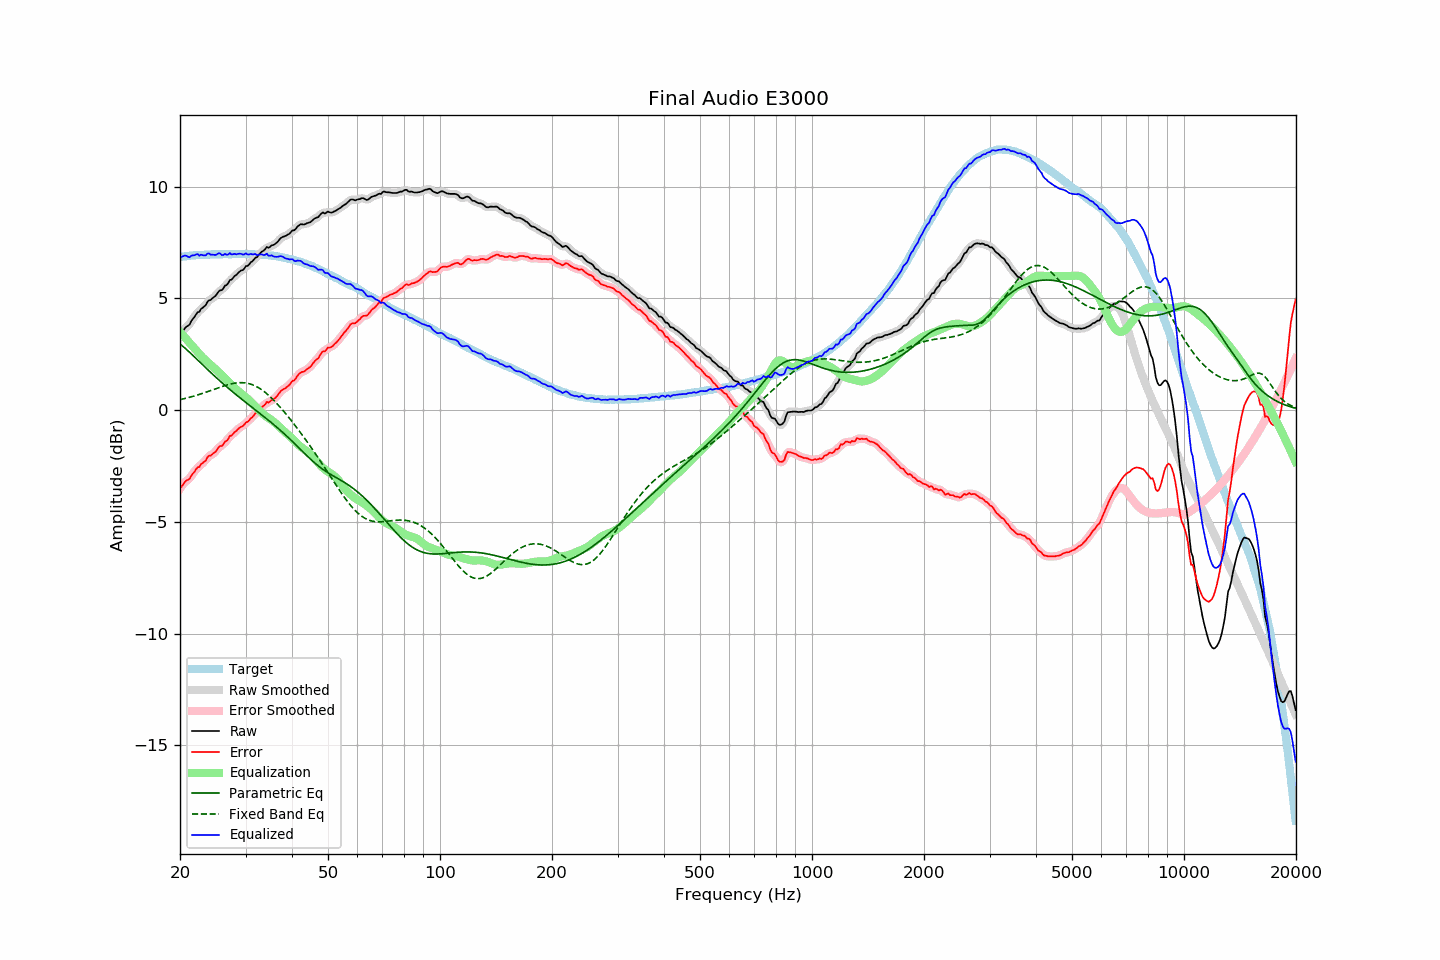 Final Audio E3000
Amplitude (dBr)
10
5
0
−5
−10
−15
Target
Raw Smoothed
Error Smoothed
Raw
Error
Equalization
Parametric Eq
Fixed Band Eq
Equalized
20 50 100 200 500 1000 2000 5000 10000 20000
Frequency (Hz)